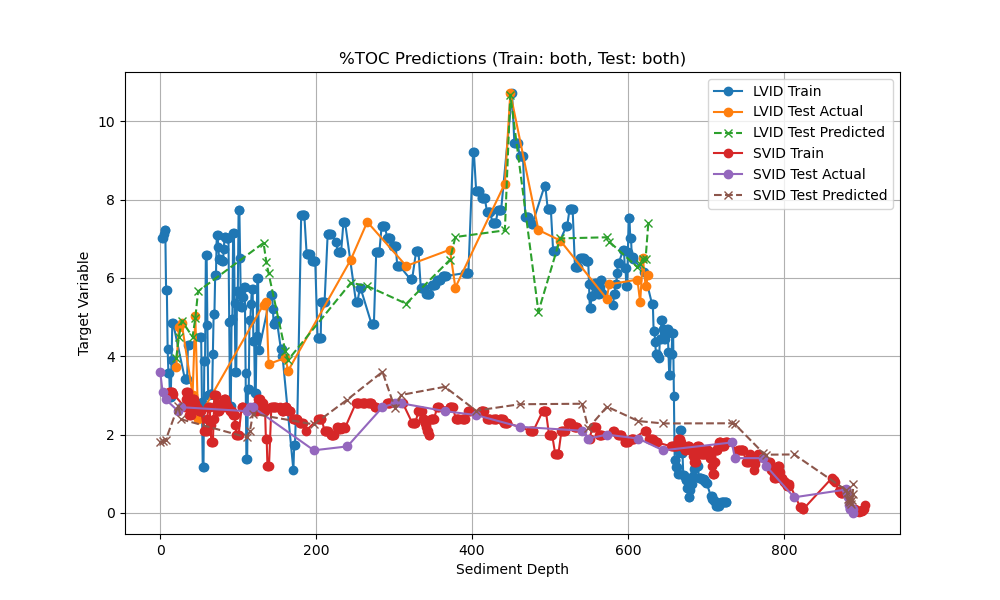 %TOC Predictions (Train: both, Test: both)
LVID Train
LVID Test Actual
LVID Test Predicted
SVID Train
SVID Test Actual
SVID Test Predicted
Target Variable
10
8
6
4
2
0
0 200 400 600 800
Sediment Depth